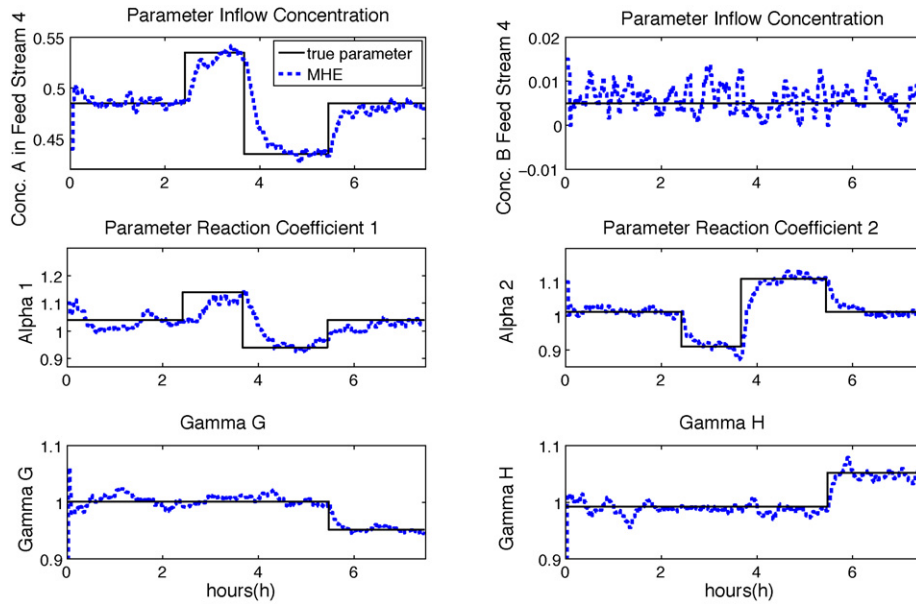 Parameter Inflow Concentration
Conc. A in Feed Stream 4
0.55
0.5
0.45
0 2 4 6
true parameter
MHE
Parameter Inflow Concentration
Conc. B Feed Stream 4
0.02
0.01
0
−0.01
0 2 4 6
Parameter Reaction Coefficient 1
Alpha 1
1.2
1.1
1
0.9
0 2 4 6
Parameter Reaction Coefficient 2
Alpha 2
1.1
1
0.9
0 2 4 6
Gamma G
Gamma G
1.1
1
0.9
0 2 4 6
hours(h)
Gamma H
Gamma H
1.1
1
0.9
0 2 4 6
hours(h)